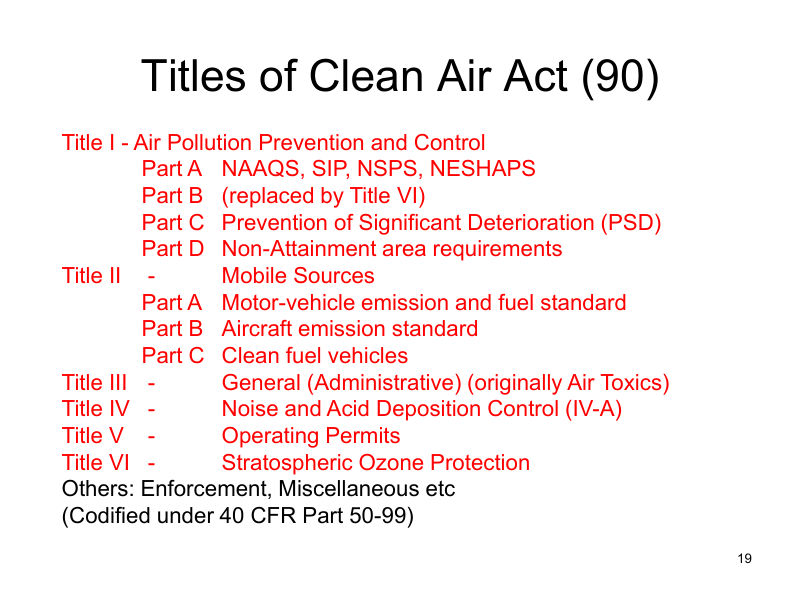 Titles of Clean Air Act (90)
Title I - Air Pollution Prevention and Control
Part A NAAQS, SIP, NSPS, NESHAPS
Part B (replaced by Title VI)
Part C Prevention of Significant Deterioration (PSD)
Part D Non-Attainment area requirements
Title II - Mobile Sources
Part A Motor-vehicle emission and fuel standard
Part B Aircraft emission standard
Part C Clean fuel vehicles
Title III - General (Administrative) (originally Air Toxics)
Title IV - Noise and Acid Deposition Control (IV-A)
Title V - Operating Permits
Title VI - Stratospheric Ozone Protection
Others: Enforcement, Miscellaneous etc
(Codified under 40 CFR Part 50-99)
19